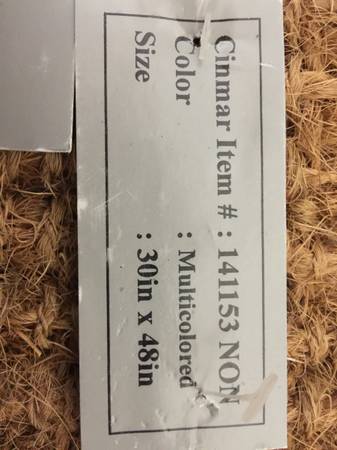 Cinmar Item # : 141153 NON
Color : Multicolored
Size : 30in x 48in